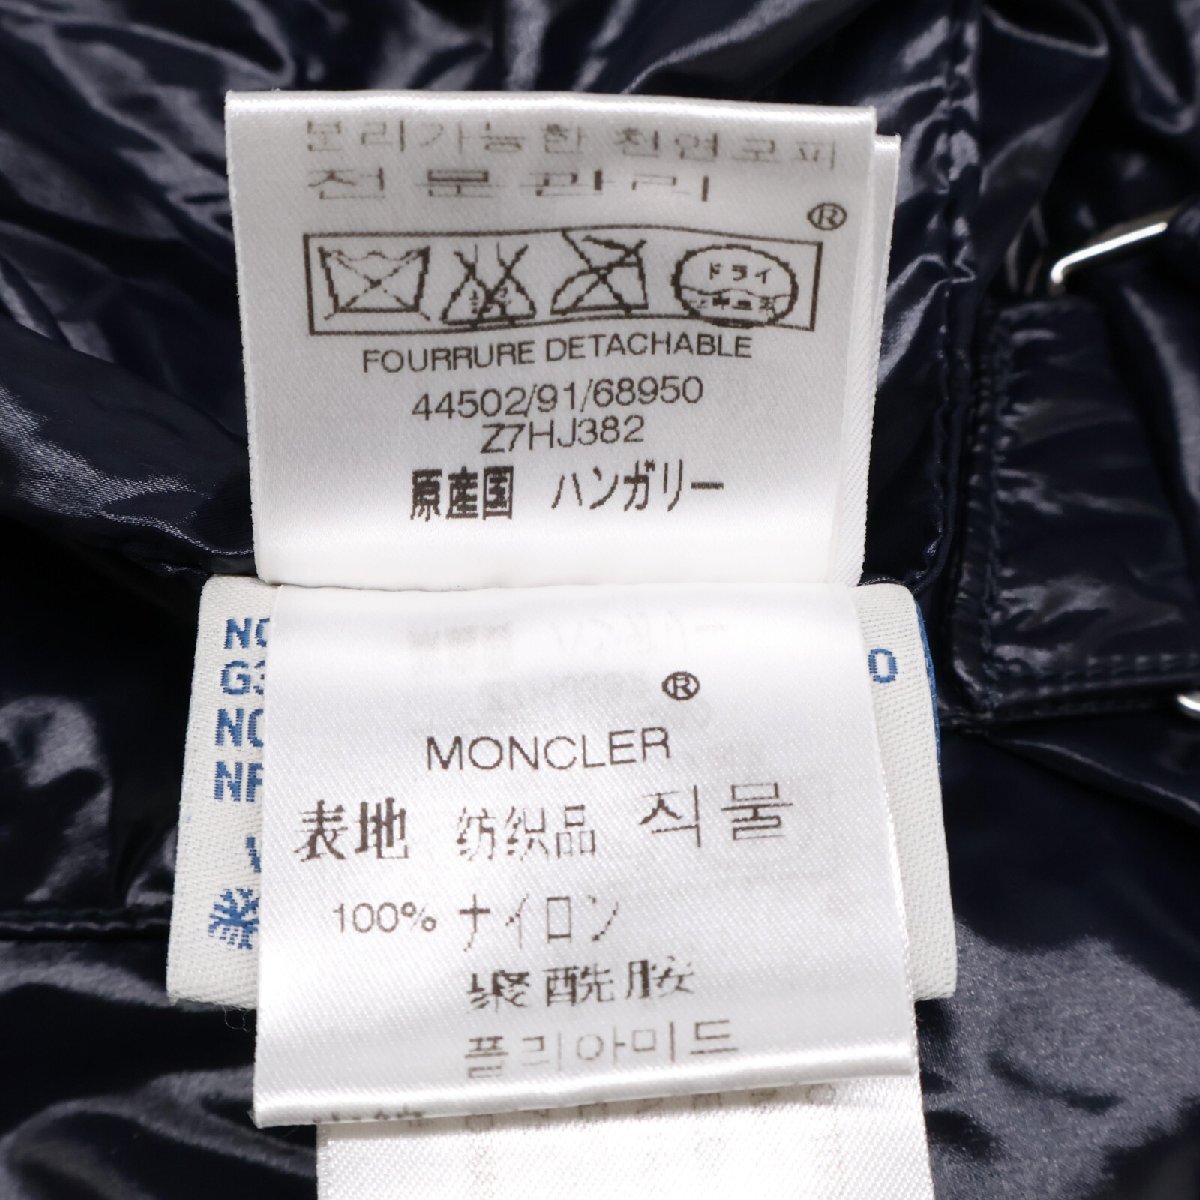 분리가능한 천연모피
전문관리
®
ドライ
FOURRURE DETACHABLE
44502/91/68950
Z7HJ382
原産国 ハンガリー
®
MONCLER
表地 纺织品 직물
100% ナイロン
聚酰胺
폴리아미드